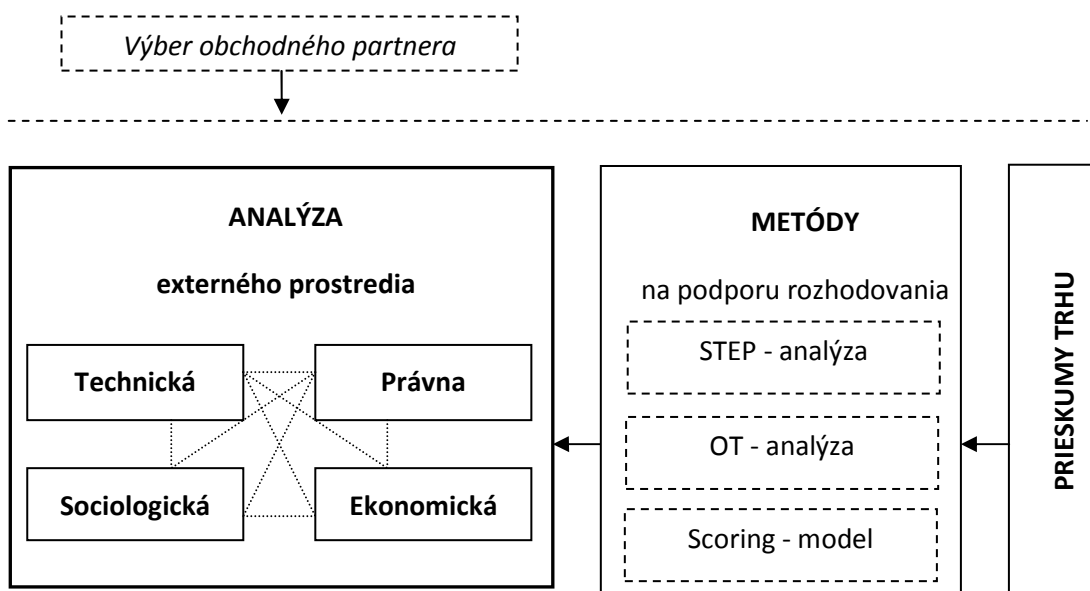 Výber obchodného partnera
ANALÝZA
externého prostredia
Technická
Právna
Sociologická
Ekonomická
METÓDY
na podporu rozhodovania
STEP - analýza
OT - analýza
Scoring - model
PRIESKUMY TRHU